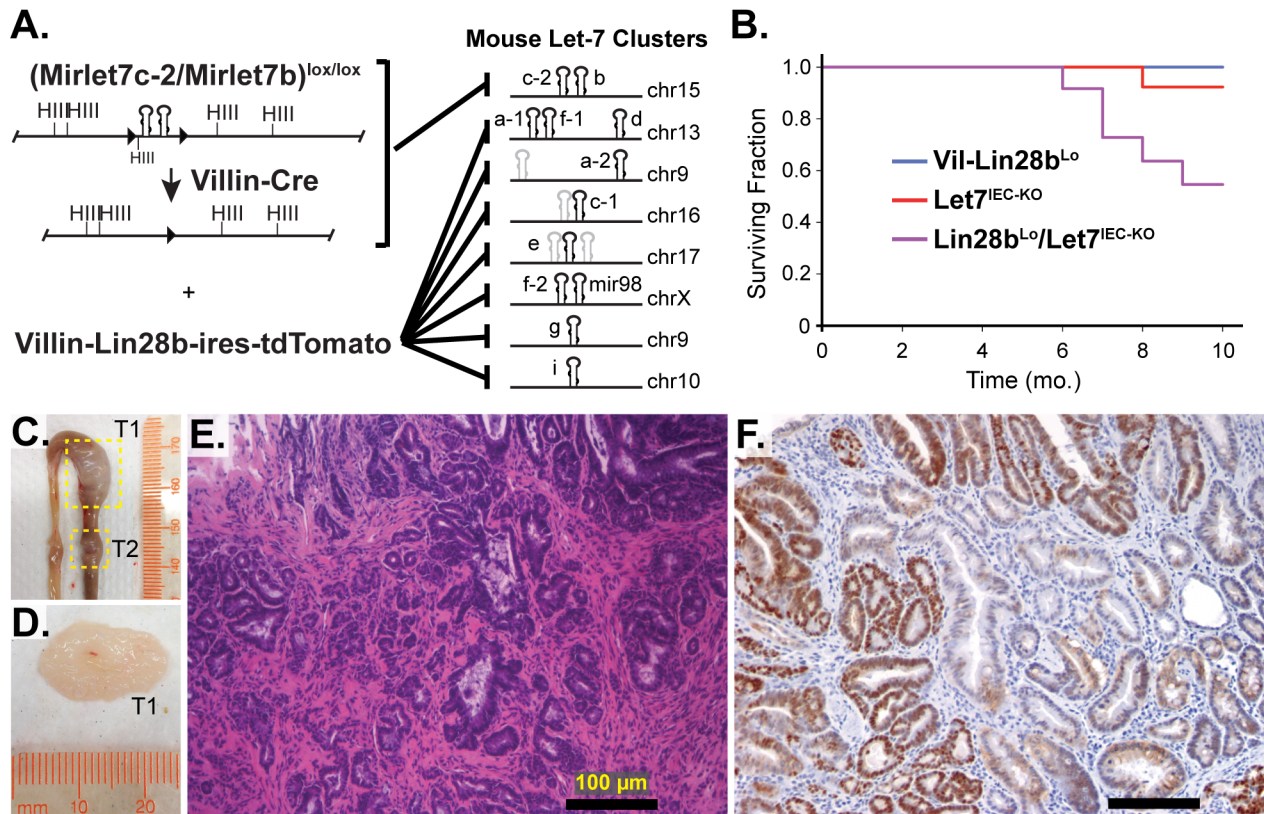 A.
Mouse Let-7 Clusters
(Mirlet7c-2/Mirlet7b)lox/lox
HIII HIII HIII HIII
HIII
Villin-Cre
HIII HIII HIII HIII
+
Villin-Lin28b-ires-tdTomato
c-2 b chr15
a-1 f-1 d chr13
a-2 chr9
c-1 chr16
e chr17
f-2 mir98 chrX
g chr9
i chr10
B.
1.0
0.8
0.6
0.4
0.2
0
Surviving Fraction
Vil-Lin28bLo
Let7IEC-KO
Lin28bLo/Let7IEC-KO
0 2 4 6 8 10
Time (mo.)
C.
T1
T2
170
160
150
140
D.
T1
mm 10 20
E.
100 µm
F.